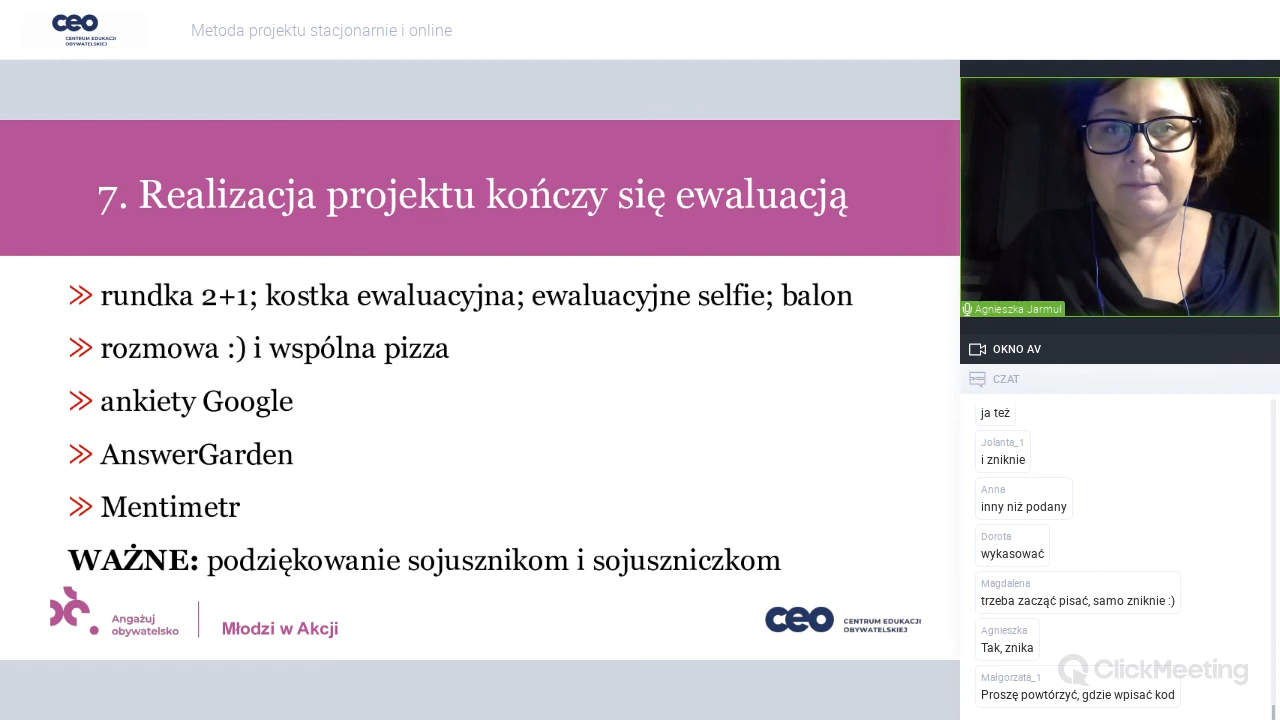 ceo
CENTRUM EDUKACJI
OBYWATELSKIEJ
Metoda projektu stacjonarnie i online
7. Realizacja projektu kończy się ewaluacją
rundka 2+1; kostka ewaluacyjna; ewaluacyjne selfie; balon
rozmowa :) i wspólna pizza
ankiety Google
AnswerGarden
Mentimetr
WAŻNE: podziękowanie sojusznikom i sojuszniczkom
Angażuj
obywatelsko
Młodzi w Akcji
ceo
CENTRUM EDUKACJI
OBYWATELSKIEJ
Agnieszka Jarmuł
OKNO AV
CZAT
ja też
Jolanta_1
i zniknie
Anna
inny niż podany
Dorota
wykasować
Magdalena
trzeba zacząć pisać, samo zniknie :)
Agnieszka
Tak, znika
Małgorzata_1
Proszę powtórzyć, gdzie wpisać kod
ClickMeeting